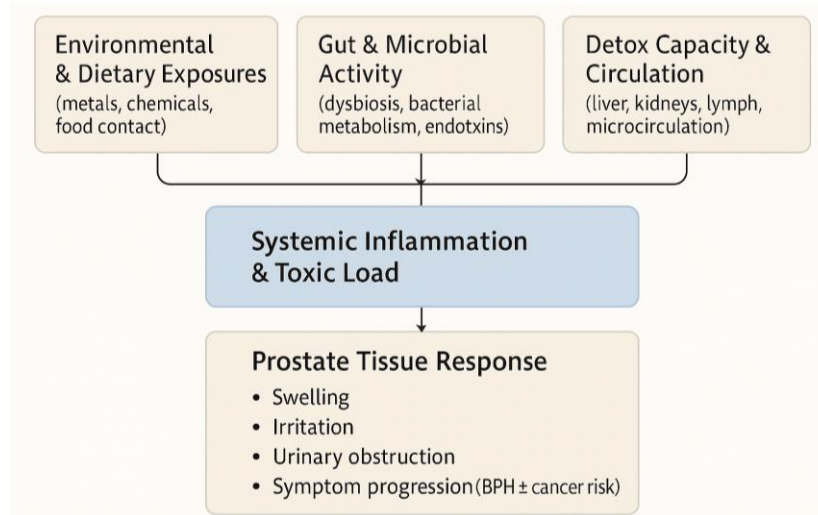 Environmental
& Dietary Exposures
(metals, chemicals,
food contact)
Gut & Microbial
Activity
(dysbiosis, bacterial
metabolism, endotxins)
Detox Capacity &
Circulation
(liver, kidneys, lymph,
microcirculation)
Systemic Inflammation
& Toxic Load
Prostate Tissue Response
• Swelling
• Irritation
• Urinary obstruction
• Symptom progression (BPH ± cancer risk)